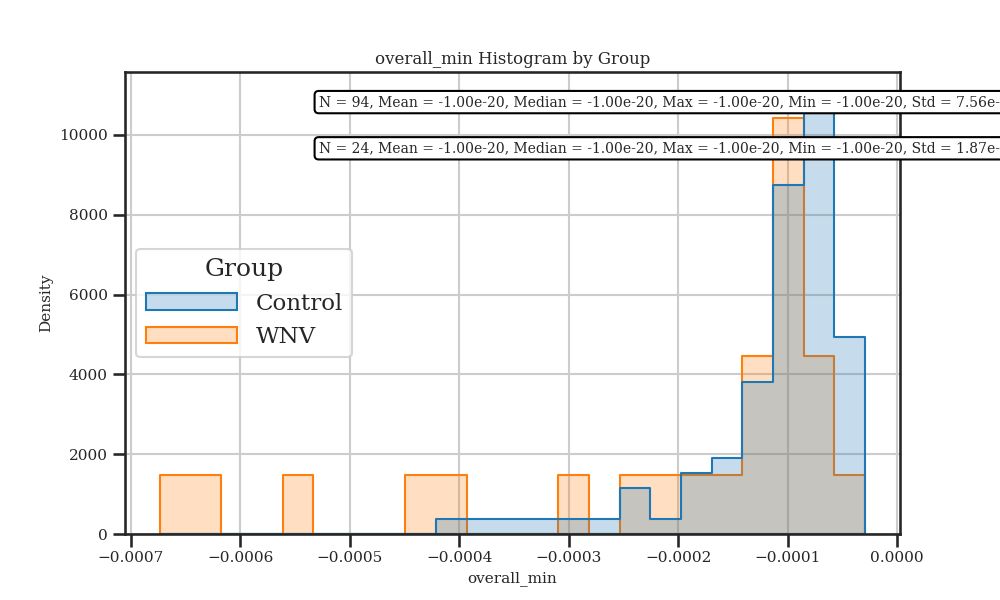 overall_min Histogram by Group
N = 94, Mean = -1.00e-20, Median = -1.00e-20, Max = -1.00e-20, Min = -1.00e-20, Std = 7.56e-
N = 24, Mean = -1.00e-20, Median = -1.00e-20, Max = -1.00e-20, Min = -1.00e-20, Std = 1.87e-
10000
8000
6000
4000
2000
0
Density
Group
Control
WNV
−0.0007
−0.0006
−0.0005
−0.0004
−0.0003
−0.0002
−0.0001
0.0000
overall_min